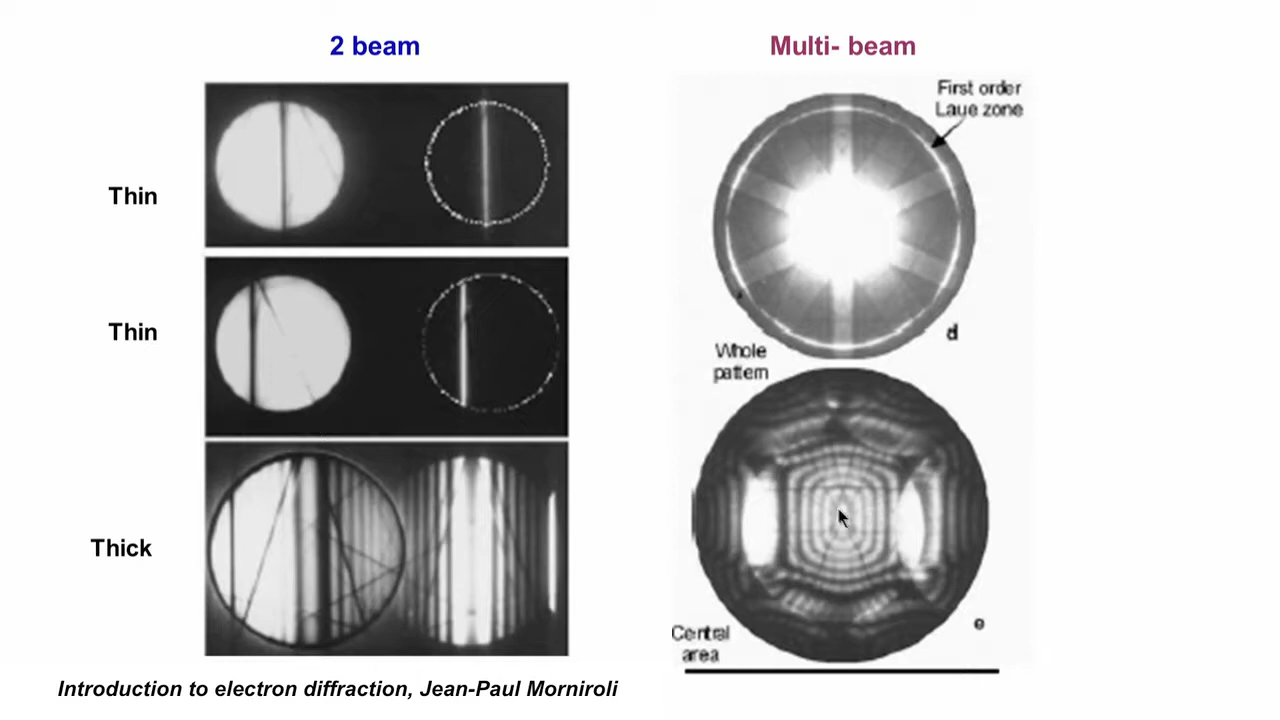 2 beam
Multi- beam
First order
Laue zone
Thin
Thin
d
Whole
pattern
Thick
e
Central
area
Introduction to electron diffraction, Jean-Paul Morniroli